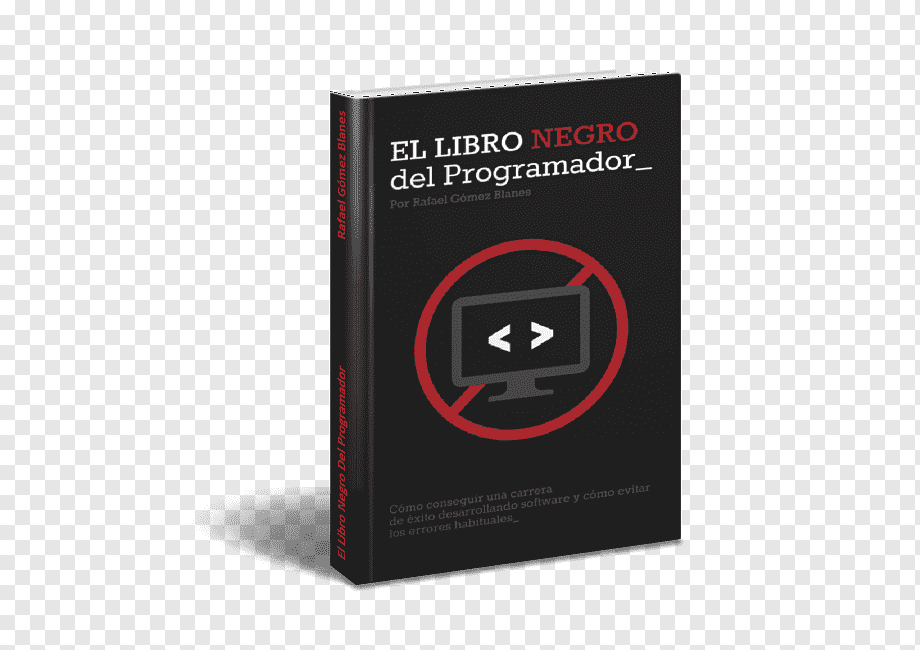 EL LIBRO NEGRO
del Programador_
Por Rafael Gómez Blanes
< >
Cómo conseguir una carrera
de éxito desarrollando software y cómo evitar
los errores habituales_
Rafael Gómez Blanes
El Libro Negro Del Programador